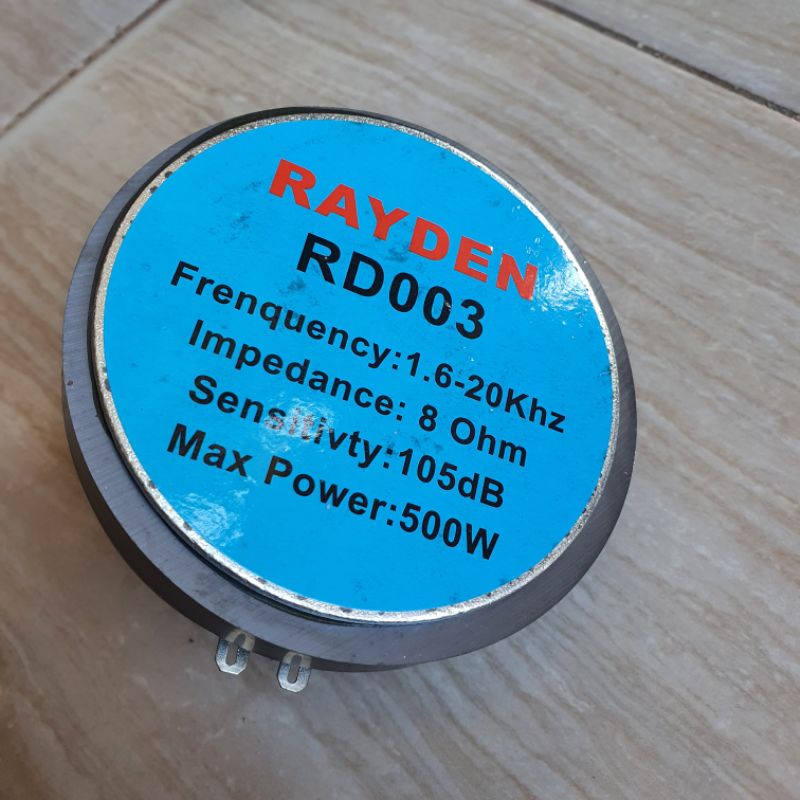 RAYDEN
RD003
Frenquency:1.6-20Khz
Impedance: 8 Ohm
Sensitivty:105dB
Max Power:500W